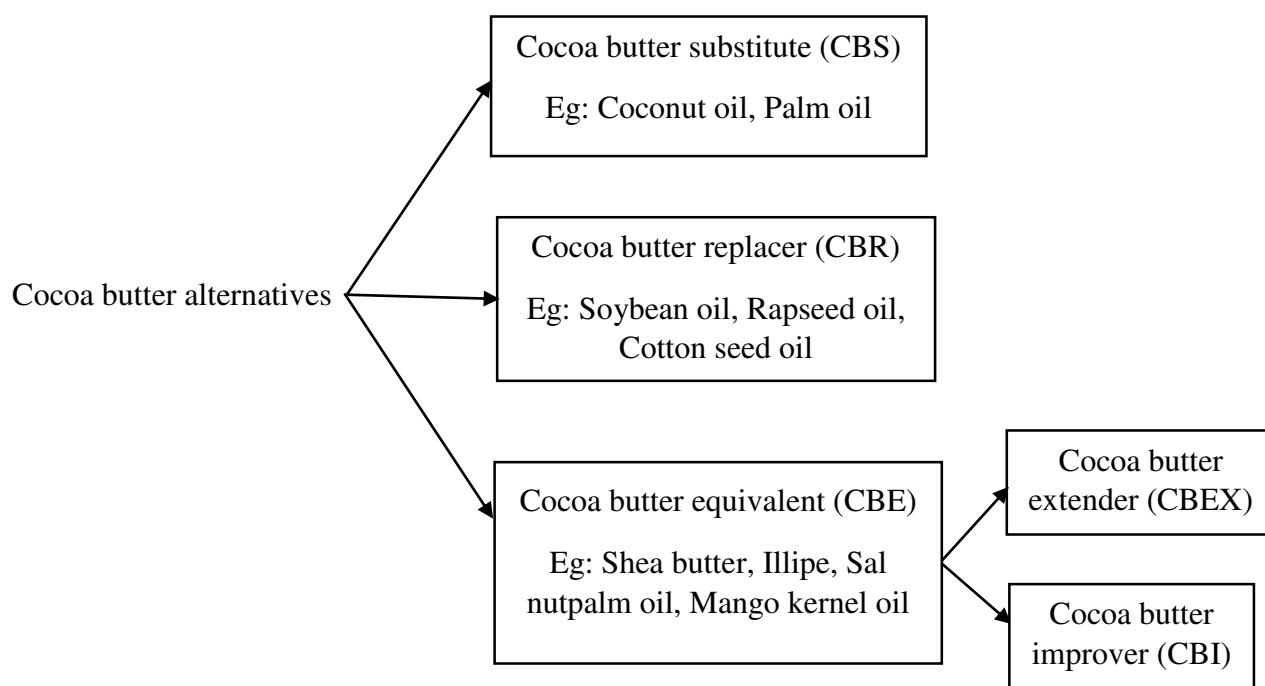 Cocoa butter substitute (CBS)
Eg: Coconut oil, Palm oil
Cocoa butter alternatives
Cocoa butter replacer (CBR)
Eg: Soybean oil, Rapseed oil,
Cotton seed oil
Cocoa butter equivalent (CBE)
Eg: Shea butter, Illipe, Sal
nutpalm oil, Mango kernel oil
Cocoa butter
extender (CBEX)
Cocoa butter
improver (CBI)